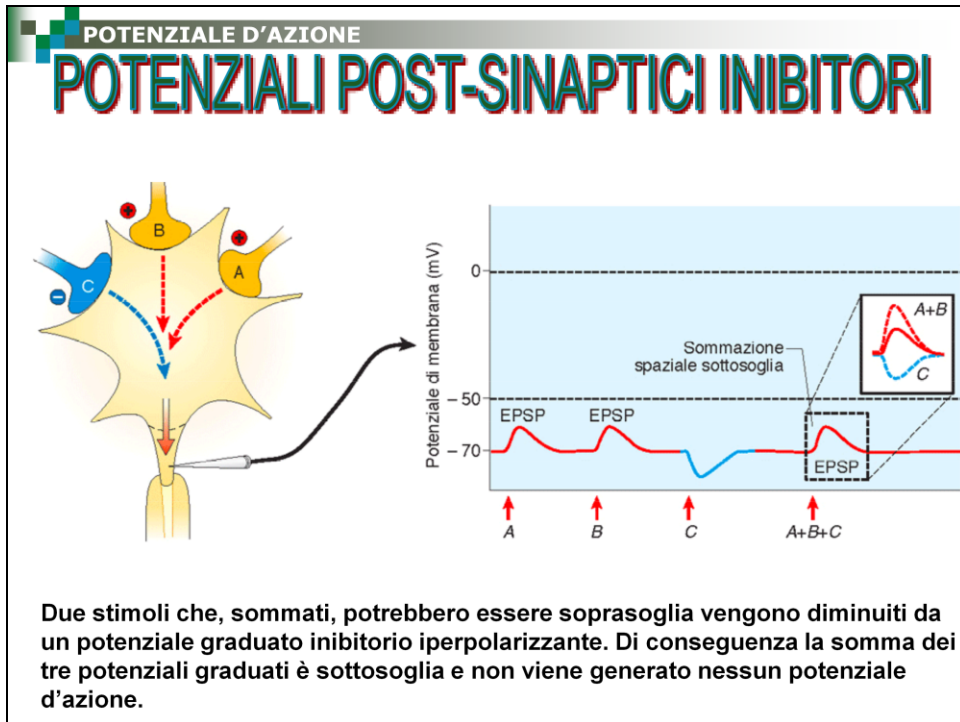 POTENZIALE D'AZIONE
POTENZIALI POST-SINAPTICI INIBITORI
+
B
+
A
C
−
Potenziale di membrana (mV)
0
A+B
C
Sommazione
spaziale sottosoglia
– 50
EPSP
EPSP
– 70
EPSP
A
B
C
A+B+C
Due stimoli che, sommati, potrebbero essere soprasoglia vengono diminuiti da
un potenziale graduato inibitorio iperpolarizzante. Di conseguenza la somma dei
tre potenziali graduati è sottosoglia e non viene generato nessun potenziale
d'azione.